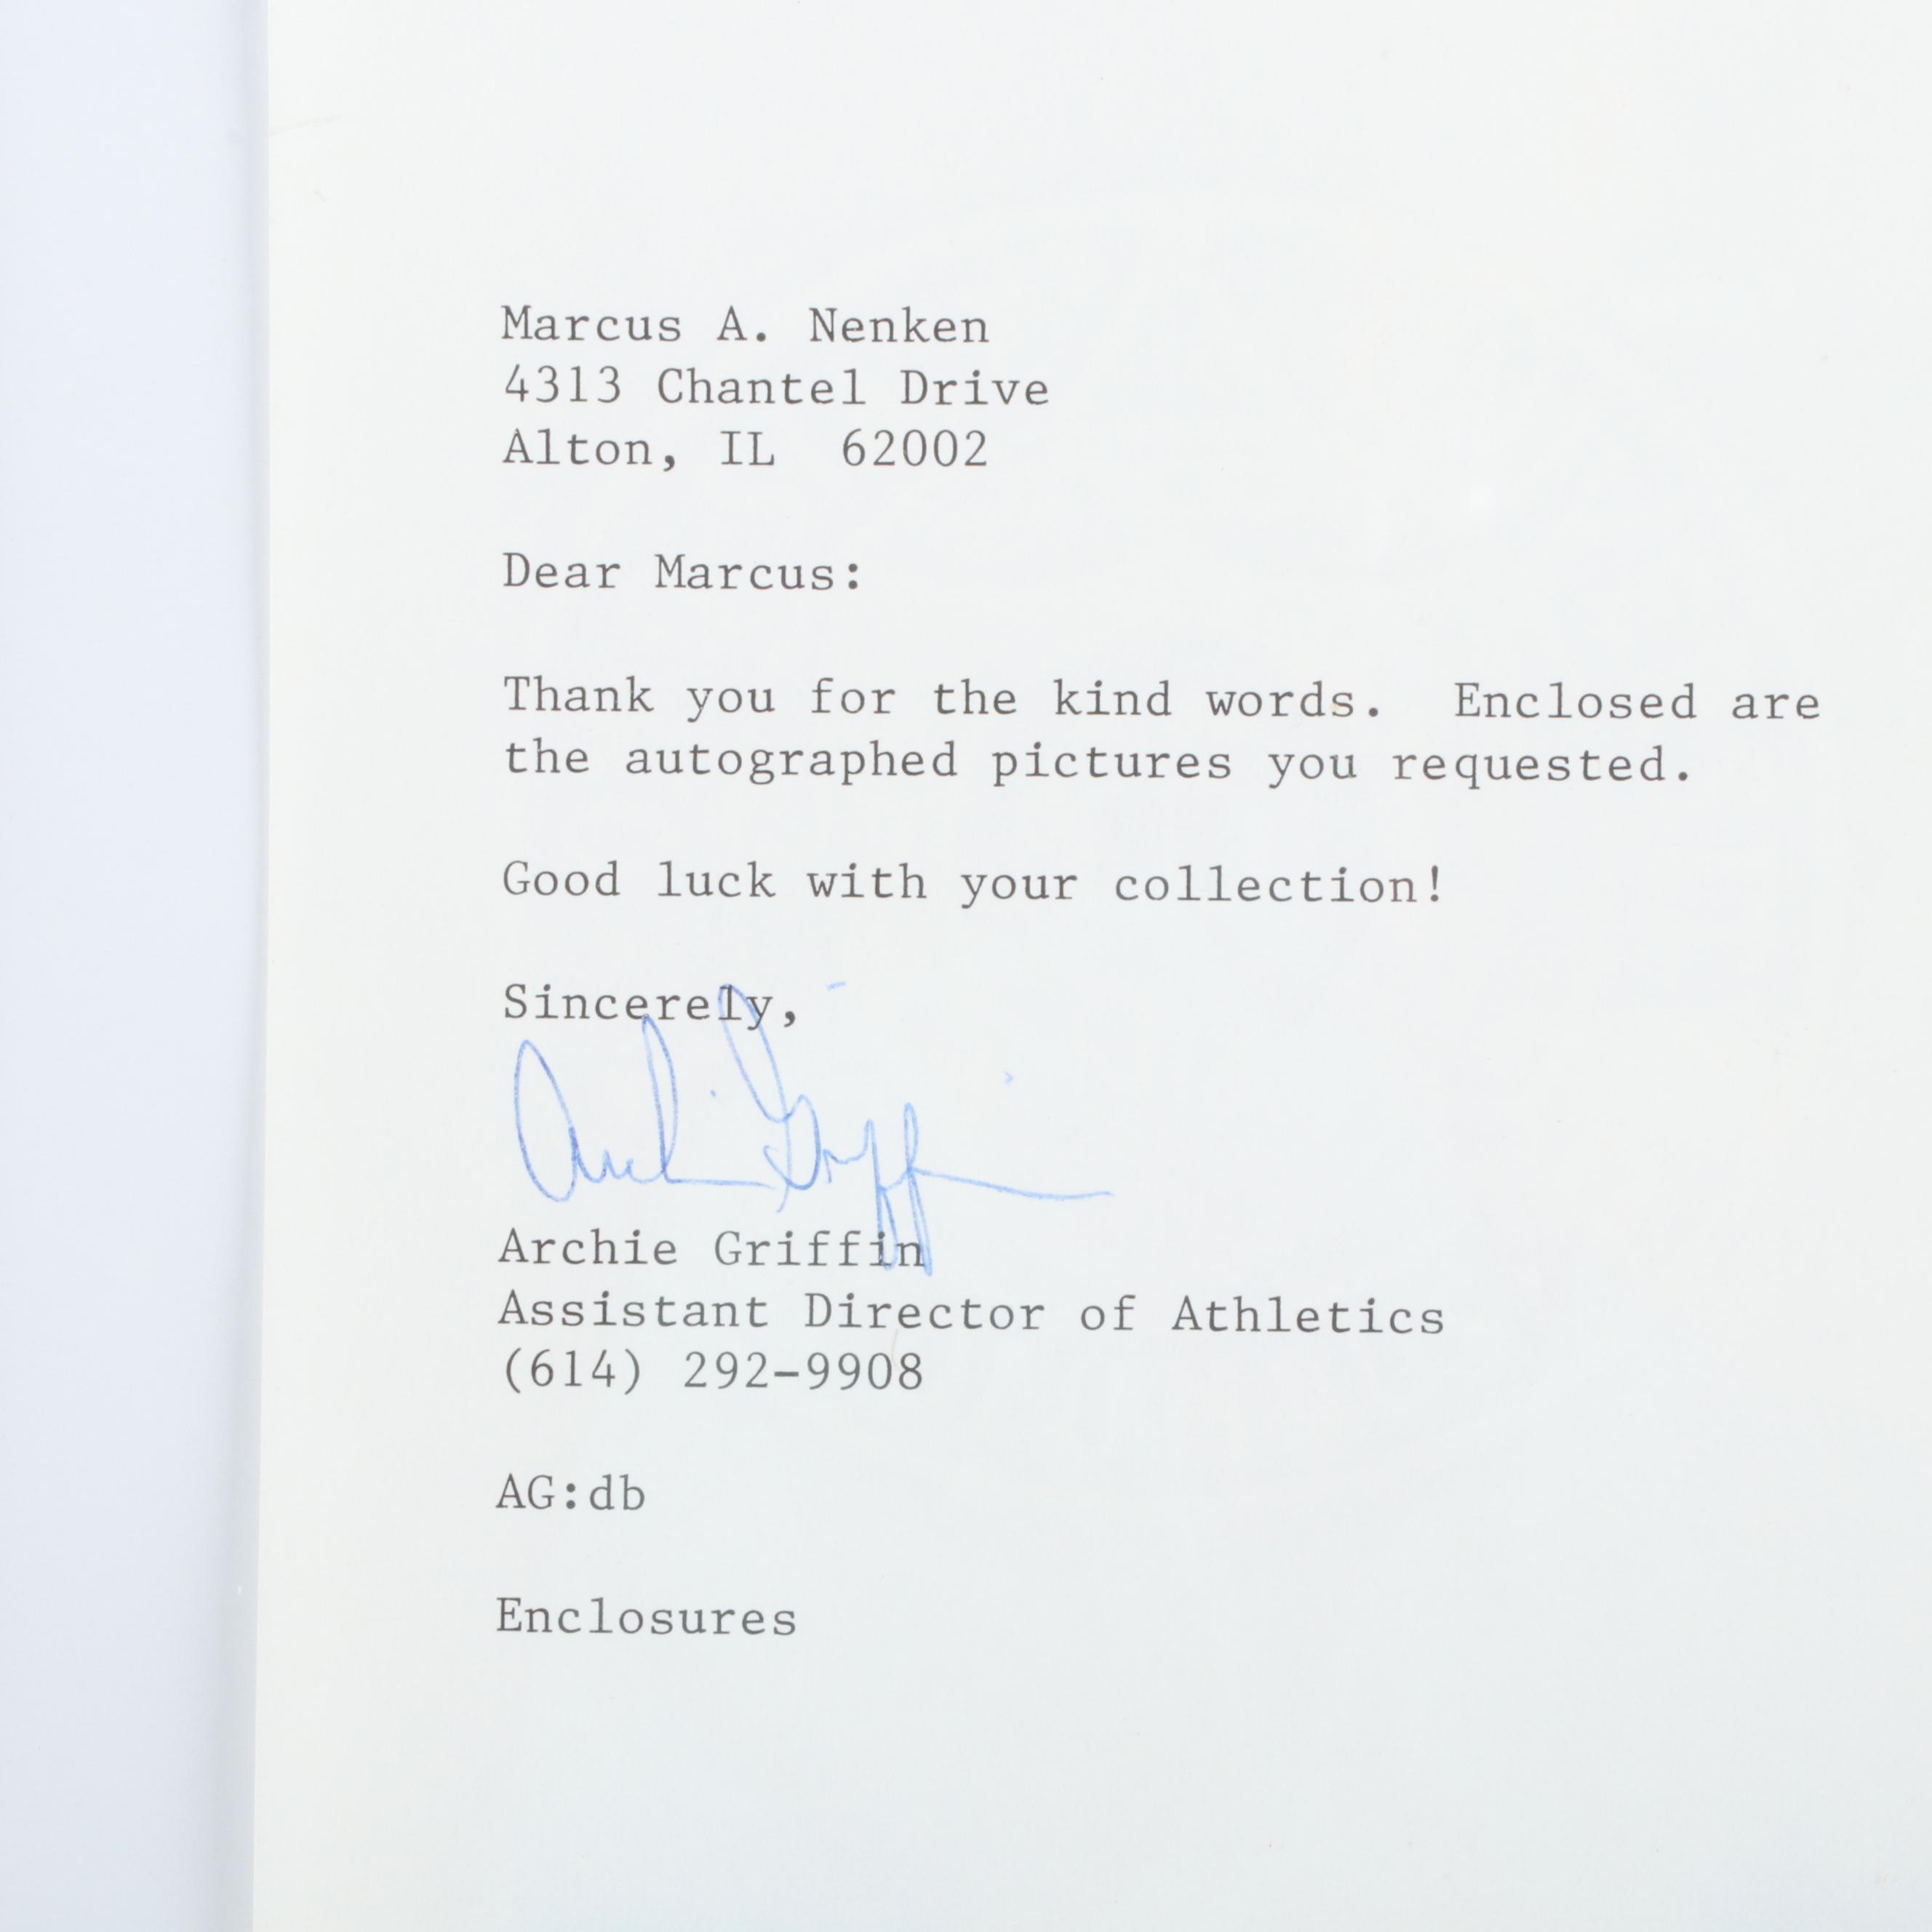 Marcus A. Nenken
4313 Chantel Drive
Alton, IL  62002
Dear Marcus:
Thank you for the kind words.  Enclosed are
the autographed pictures you requested.
Good luck with your collection!
Sincerely,
Archie Griffin
Archie Griffin
Assistant Director of Athletics
(614) 292-9908
AG:db
Enclosures